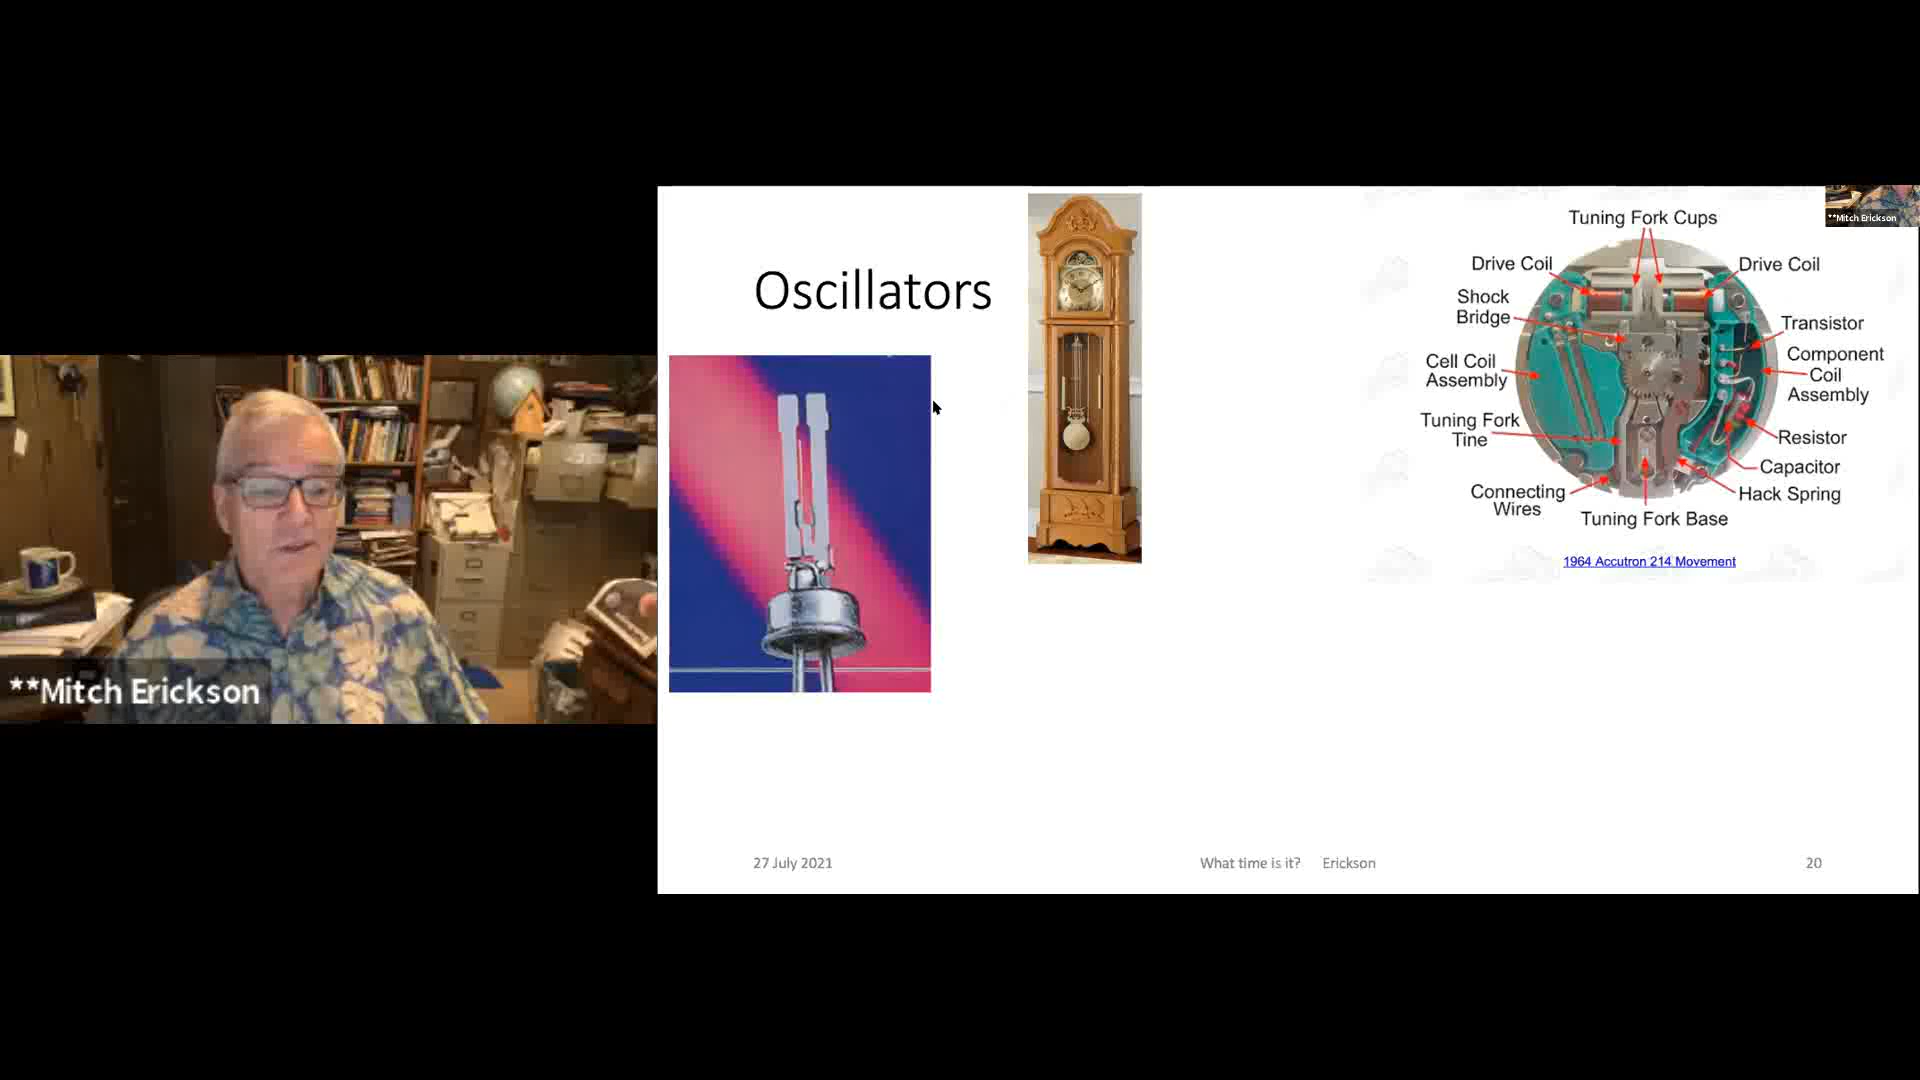 **Mitch Erickson
Oscillators
Tuning Fork Cups
Drive Coil
Drive Coil
Shock
Bridge
Transistor
Cell Coil
Assembly
Component
Coil
Assembly
Tuning Fork
Tine
Resistor
Capacitor
Connecting
Wires
Hack Spring
Tuning Fork Base
1964 Accutron 214 Movement
**Mitch Erickson
27 July 2021
What time is it? Erickson
20